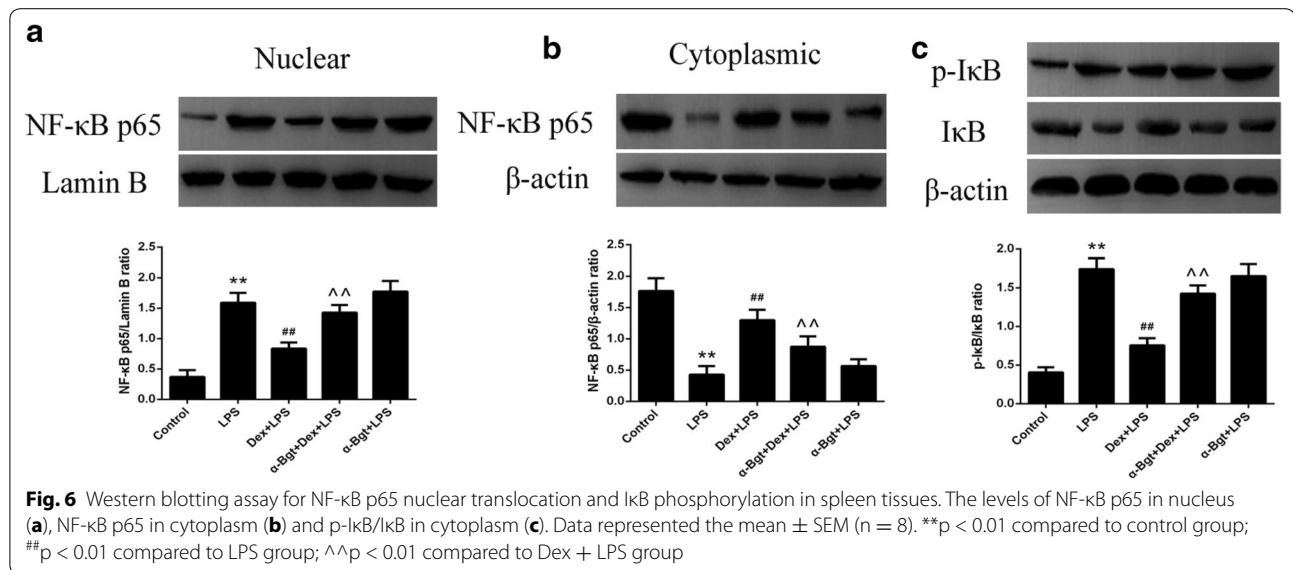 a
Nuclear
NF-κB p65
Lamin B
NF-κB p65/Lamin B ratio
2.5
2.0
1.5
1.0
0.5
0.0
**
##
^^
Control
LPS
Dex+LPS
α-Bgt+Dex+LPS
α-Bgt+LPS
b
Cytoplasmic
NF-κB p65
β-actin
NF-κB p65/β-actin ratio
2.5
2.0
1.5
1.0
0.5
0.0
**
##
^^
Control
LPS
Dex+LPS
α-Bgt+Dex+LPS
α-Bgt+LPS
c
p-IκB
IκB
β-actin
p-IκB/IκB ratio
2.0
1.5
1.0
0.5
0.0
**
##
^^
Control
LPS
Dex+LPS
α-Bgt+Dex+LPS
α-Bgt+LPS
Fig. 6 Western blotting assay for NF-κB p65 nuclear translocation and IκB phosphorylation in spleen tissues. The levels of NF-κB p65 in nucleus
(a), NF-κB p65 in cytoplasm (b) and p-IκB/IκB in cytoplasm (c). Data represented the mean ± SEM (n = 8). **p < 0.01 compared to control group;
##p < 0.01 compared to LPS group; ^^p < 0.01 compared to Dex + LPS group